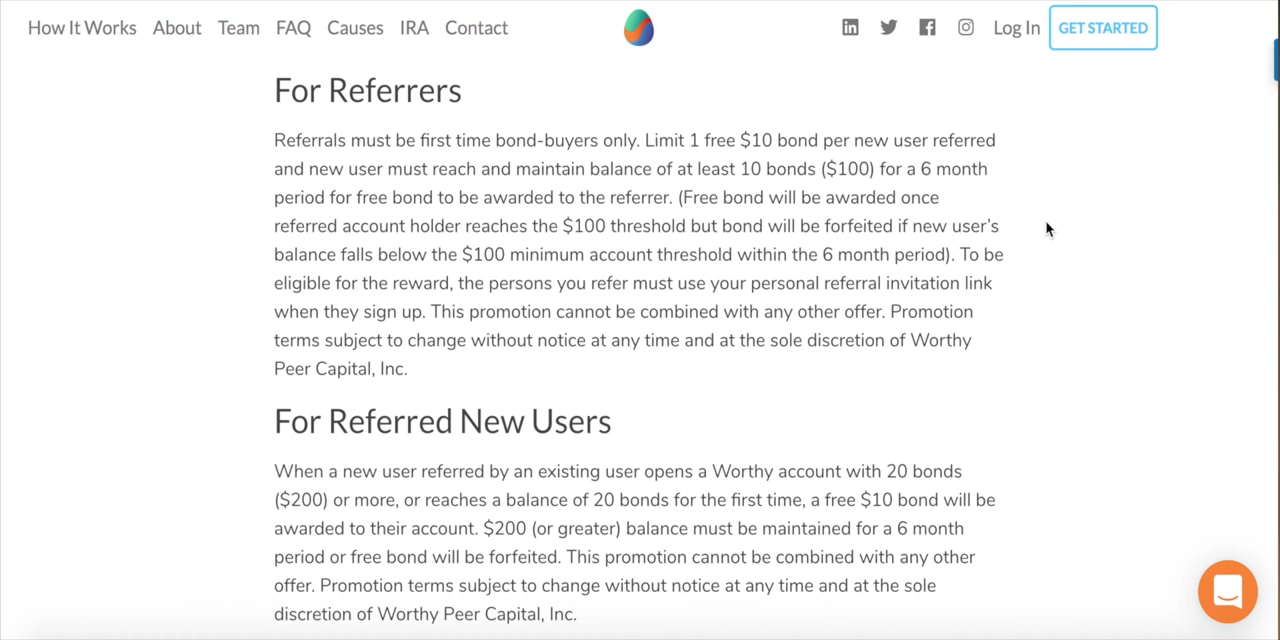 How It Works About Team FAQ Causes IRA Contact Log In GET STARTED
For Referrers
Referrals must be first time bond-buyers only. Limit 1 free $10 bond per new user referred
and new user must reach and maintain balance of at least 10 bonds ($100) for a 6 month
period for free bond to be awarded to the referrer. (Free bond will be awarded once
referred account holder reaches the $100 threshold but bond will be forfeited if new user’s
balance falls below the $100 minimum account threshold within the 6 month period). To be
eligible for the reward, the persons you refer must use your personal referral invitation link
when they sign up. This promotion cannot be combined with any other offer. Promotion
terms subject to change without notice at any time and at the sole discretion of Worthy
Peer Capital, Inc.
For Referred New Users
When a new user referred by an existing user opens a Worthy account with 20 bonds
($200) or more, or reaches a balance of 20 bonds for the first time, a free $10 bond will be
awarded to their account. $200 (or greater) balance must be maintained for a 6 month
period or free bond will be forfeited. This promotion cannot be combined with any other
offer. Promotion terms subject to change without notice at any time and at the sole
discretion of Worthy Peer Capital, Inc.